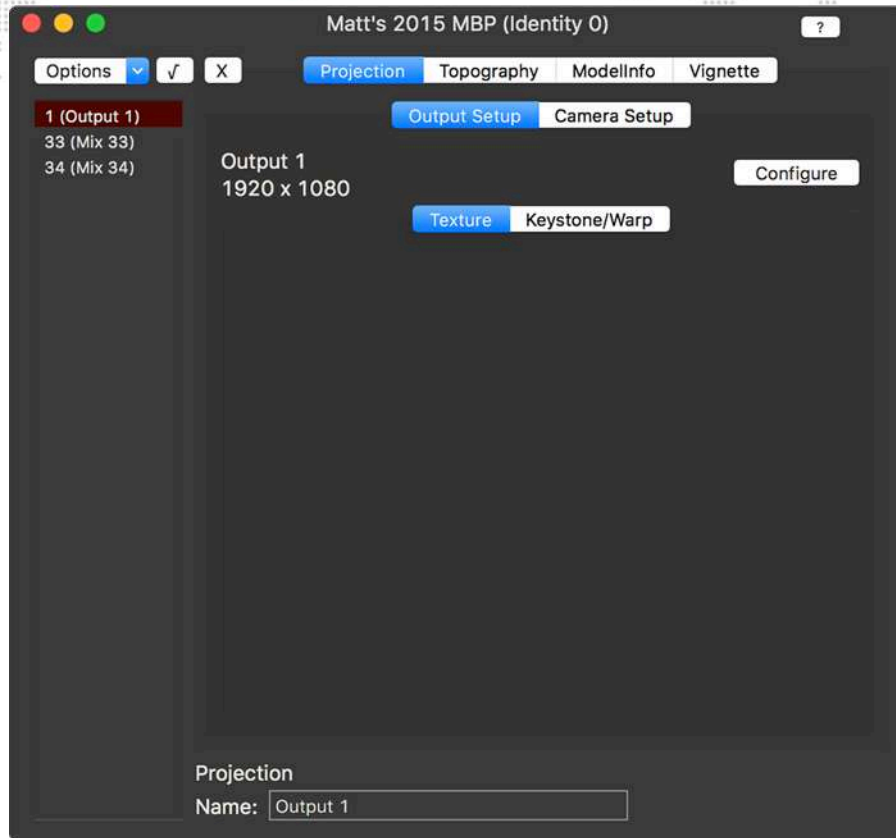 Matt's 2015 MBP (Identity 0)
?
Options √ X Projection Topography ModelInfo Vignette
1 (Output 1)
33 (Mix 33)
34 (Mix 34)
Output Setup Camera Setup
Output 1
1920 x 1080
Configure
Texture Keystone/Warp
Projection
Name: Output 1